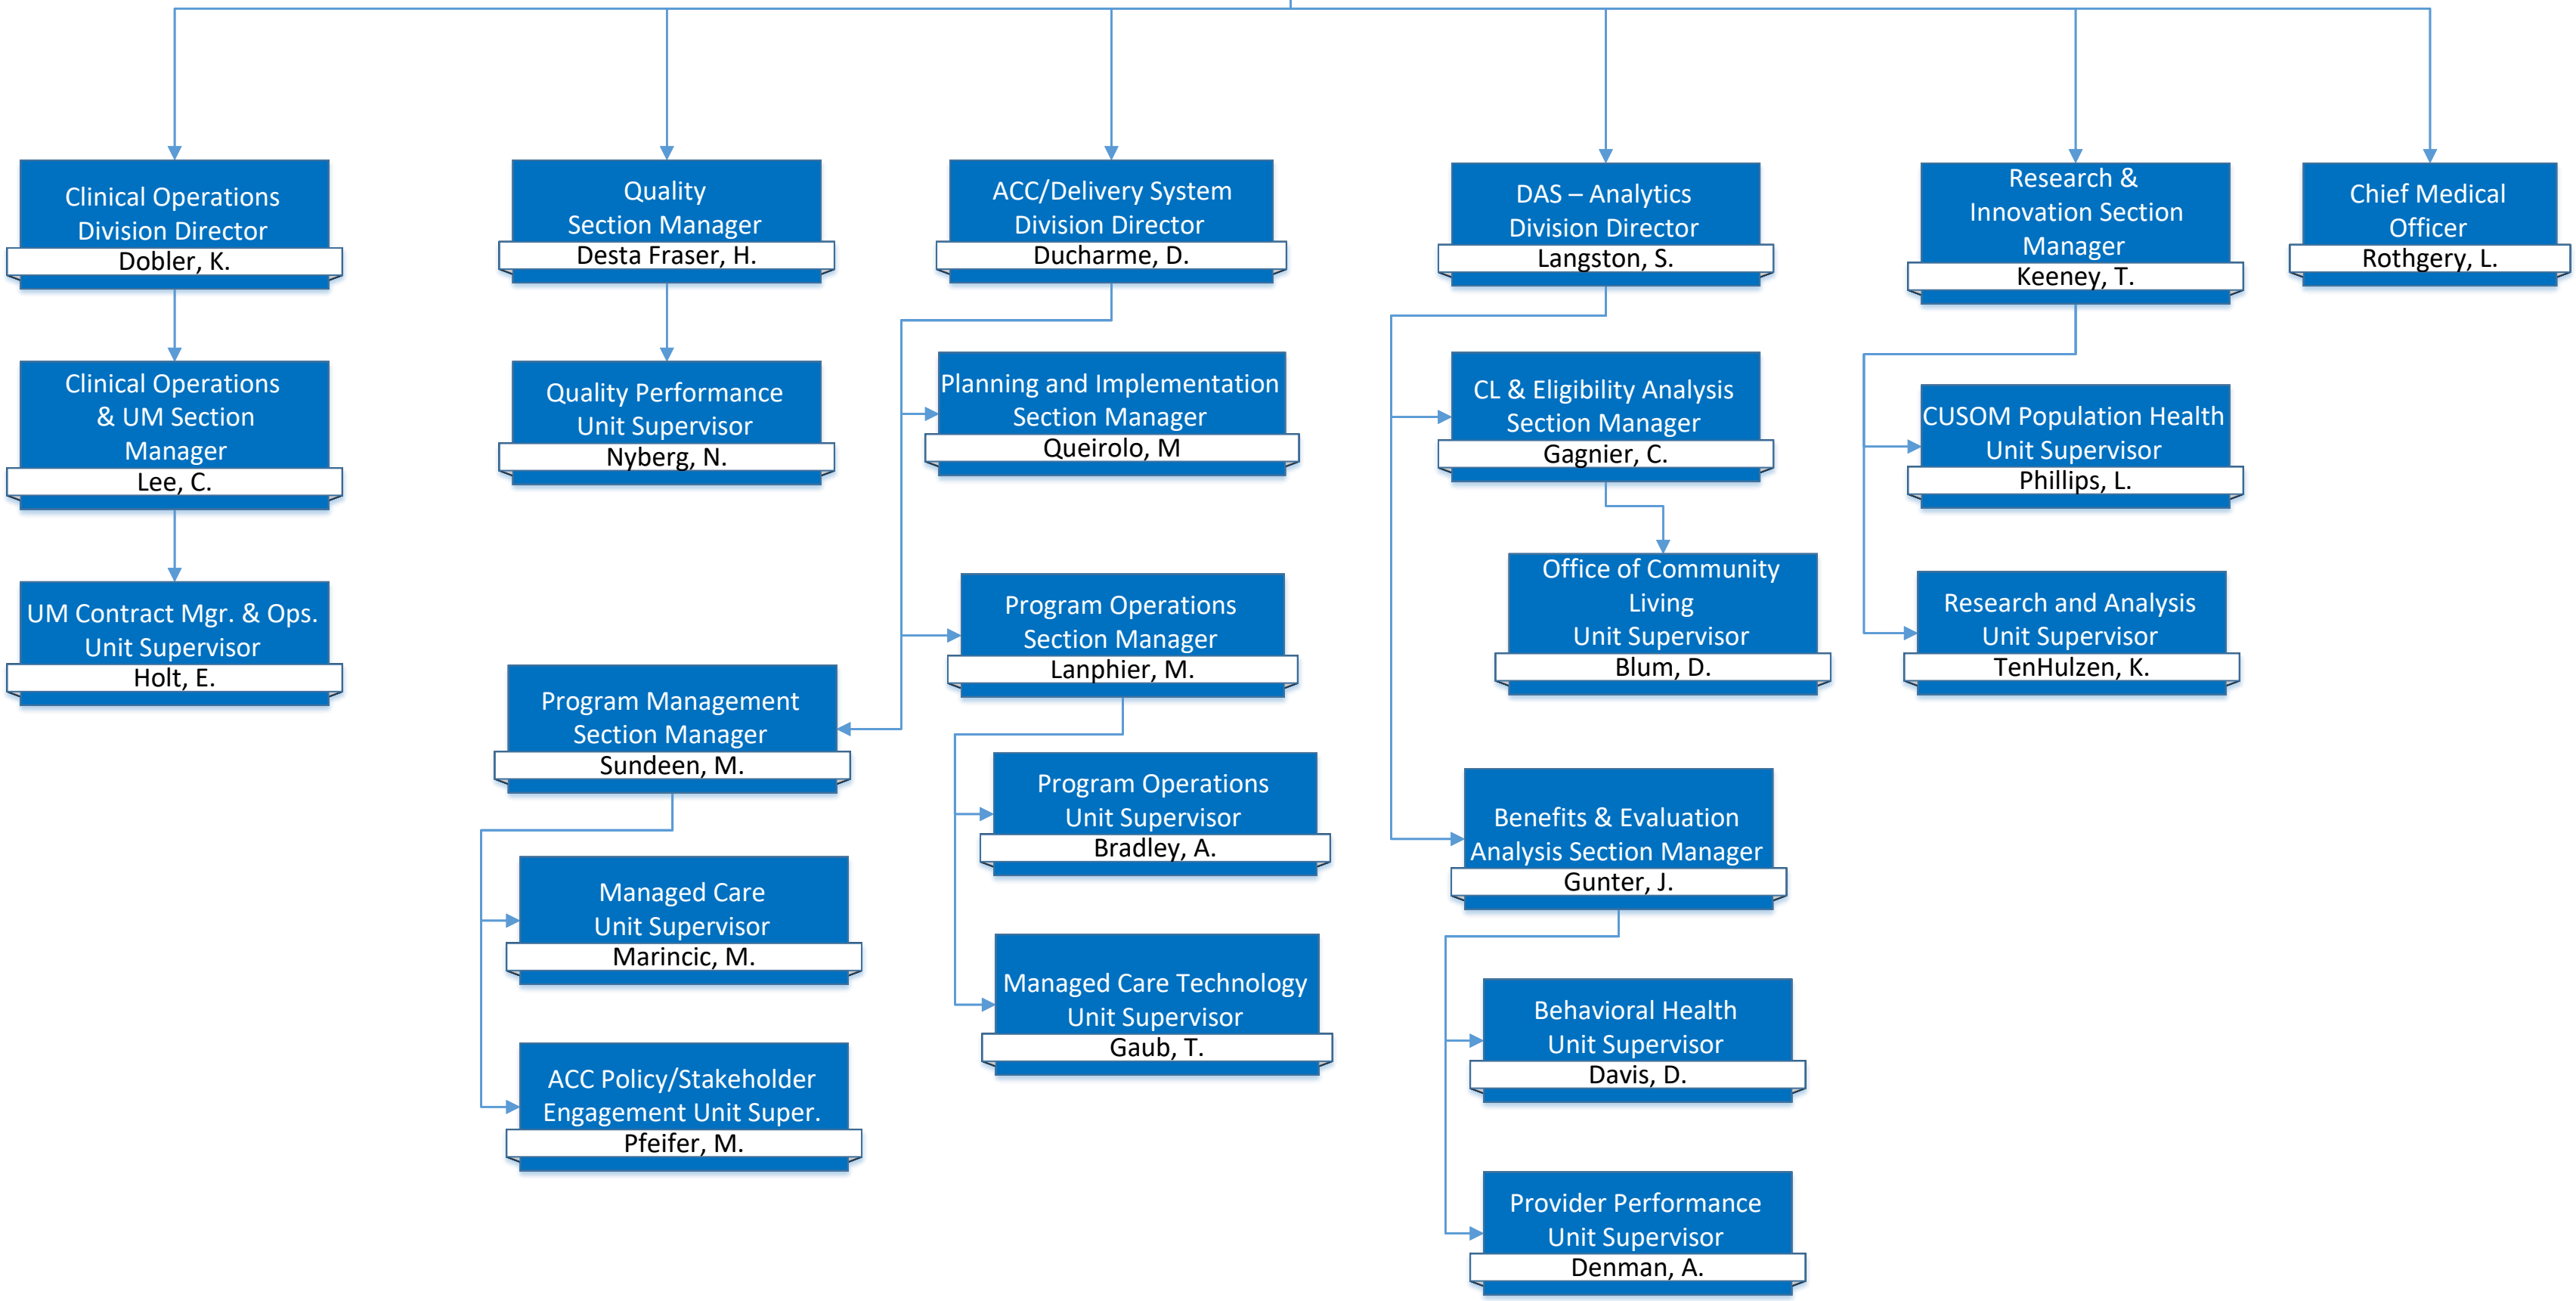 Clinical Operations
Division Director
Dobler, K.
Quality
Section Manager
Desta Fraser, H.
ACC/Delivery System
Division Director
Ducharme, D.
DAS – Analytics
Division Director
Langston, S.
Research &
Innovation Section
Manager
Keeney, T.
Chief Medical
Officer
Rothgery, L.
Clinical Operations
& UM Section
Manager
Lee, C.
Quality Performance
Unit Supervisor
Nyberg, N.
Planning and Implementation
Section Manager
Queirolo, M
CL & Eligibility Analysis
Section Manager
Gagnier, C.
CUSOM Population Health
Unit Supervisor
Phillips, L.
UM Contract Mgr. & Ops.
Unit Supervisor
Holt, E.
Program Operations
Section Manager
Lanphier, M.
Office of Community
Living
Unit Supervisor
Blum, D.
Research and Analysis
Unit Supervisor
TenHulzen, K.
Program Management
Section Manager
Sundeen, M.
Program Operations
Unit Supervisor
Bradley, A.
Benefits & Evaluation
Analysis Section Manager
Gunter, J.
Managed Care
Unit Supervisor
Marincic, M.
Managed Care Technology
Unit Supervisor
Gaub, T.
Behavioral Health
Unit Supervisor
Davis, D.
ACC Policy/Stakeholder
Engagement Unit Super.
Pfeifer, M.
Provider Performance
Unit Supervisor
Denman, A.